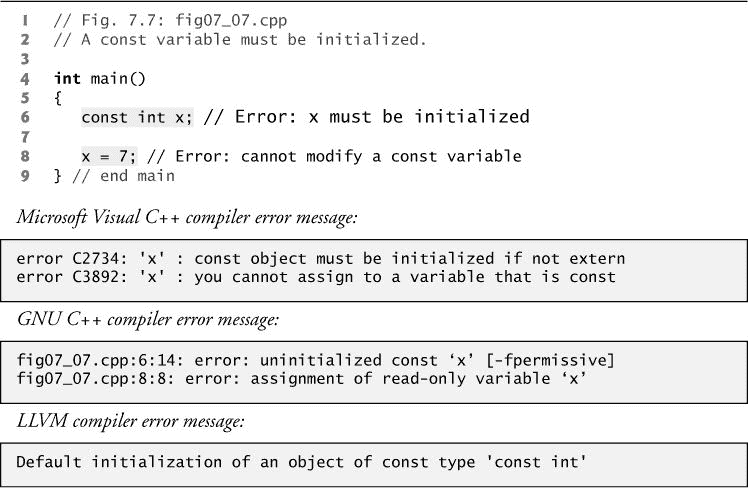 1 // Fig. 7.7: fig07_07.cpp
2 // A const variable must be initialized.
3
4 int main()
5 {
6 const int x; // Error: x must be initialized
7
8 x = 7; // Error: cannot modify a const variable
9 } // end main
Microsoft Visual C++ compiler error message:
error C2734: 'x' : const object must be initialized if not extern
error C3892: 'x' : you cannot assign to a variable that is const
GNU C++ compiler error message:
fig07_07.cpp:6:14: error: uninitialized const ‘x’ [-fpermissive]
fig07_07.cpp:8:8: error: assignment of read-only variable ‘x’
LLVM compiler error message:
Default initialization of an object of const type 'const int'